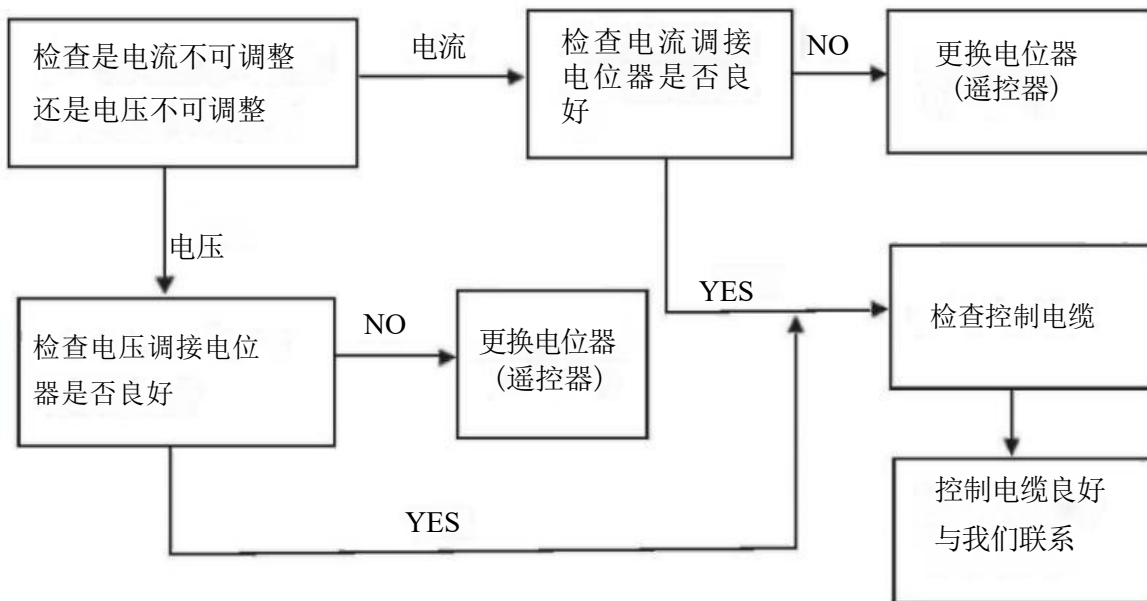 检查是电流不可调整
还是电压不可调整
电流
检查电流调接
电位器是否良
好
NO
更换电位器
(遥控器)
电压
检查电压调接电位
器是否良好
NO
更换电位器
(遥控器)
YES
检查控制电缆
YES
控制电缆良好
与我们联系